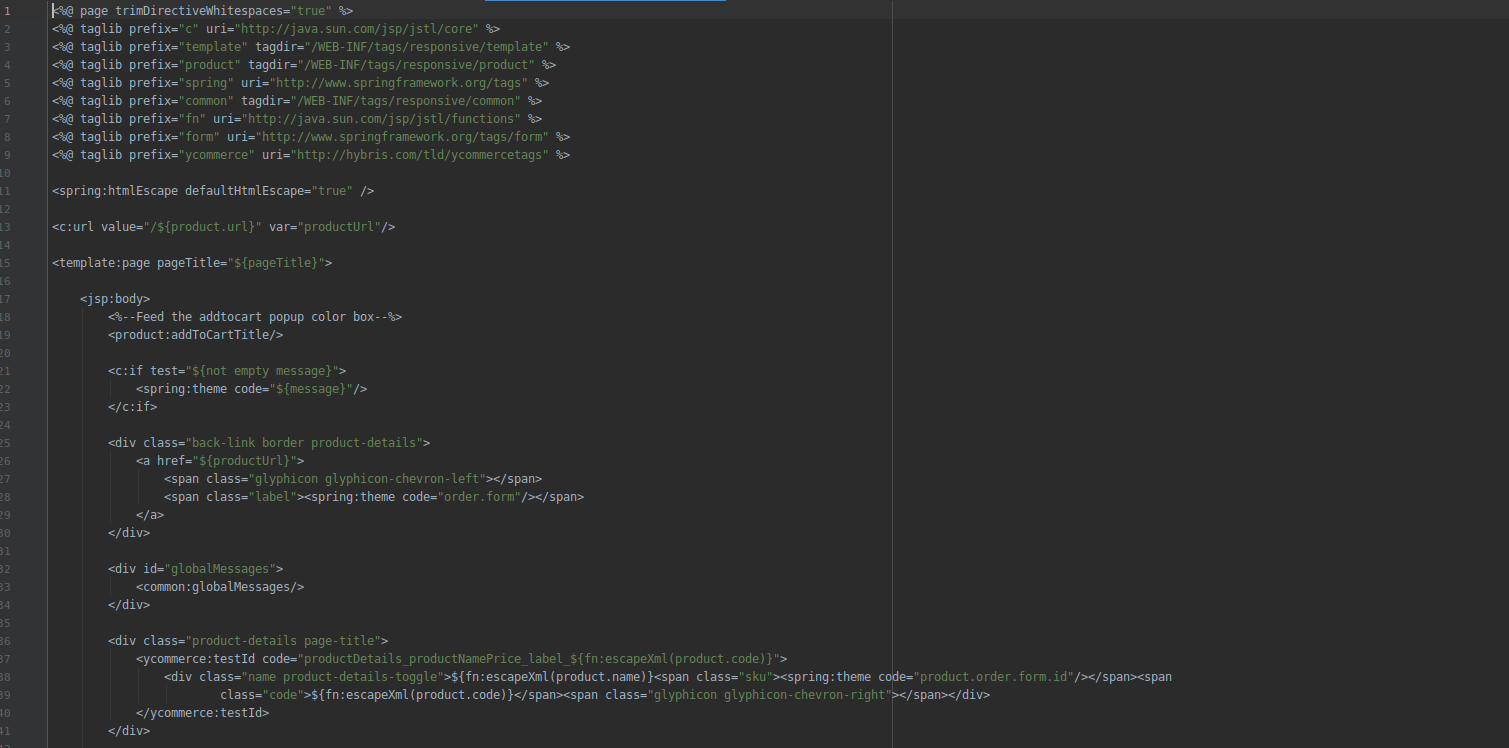 1 <%@ page trimDirectiveWhitespaces="true" %>
2 <%@ taglib prefix="c" uri="http://java.sun.com/jsp/jstl/core" %>
3 <%@ taglib prefix="template" tagdir="/WEB-INF/tags/responsive/template" %>
4 <%@ taglib prefix="product" tagdir="/WEB-INF/tags/responsive/product" %>
5 <%@ taglib prefix="spring" uri="http://www.springframework.org/tags" %>
6 <%@ taglib prefix="common" tagdir="/WEB-INF/tags/responsive/common" %>
7 <%@ taglib prefix="fn" uri="http://java.sun.com/jsp/jstl/functions" %>
8 <%@ taglib prefix="form" uri="http://www.springframework.org/tags/form" %>
9 <%@ taglib prefix="ycommerce" uri="http://hybris.com/tld/ycommercetags" %>
10
11 <spring:htmlEscape defaultHtmlEscape="true" />
12
13 <c:url value="/${product.url}" var="productUrl"/>
14
15 <template:page pageTitle="${pageTitle}">
16
17     <jsp:body>
18         <%--Feed the addtocart popup color box--%>
19         <product:addToCartTitle/>
20
21         <c:if test="${not empty message}">
22             <spring:theme code="${message}"/>
23         </c:if>
24
25         <div class="back-link border product-details">
26             <a href="${productUrl}">
27                 <span class="glyphicon glyphicon-chevron-left"></span>
28                 <span class="label"><spring:theme code="order.form"/></span>
29             </a>
30         </div>
31
32         <div id="globalMessages">
33             <common:globalMessages/>
34         </div>
35
36         <div class="product-details page-title">
37             <ycommerce:testId code="productDetails_productNamePrice_label_${fn:escapeXml(product.code)}">
38                 <div class="name product-details-toggle">${fn:escapeXml(product.name)}<span class="sku"><spring:theme code="product.order.form.id"/></span><span
39                         class="code">${fn:escapeXml(product.code)}</span><span class="glyphicon glyphicon-chevron-right"></span></div>
40             </ycommerce:testId>
41         </div>